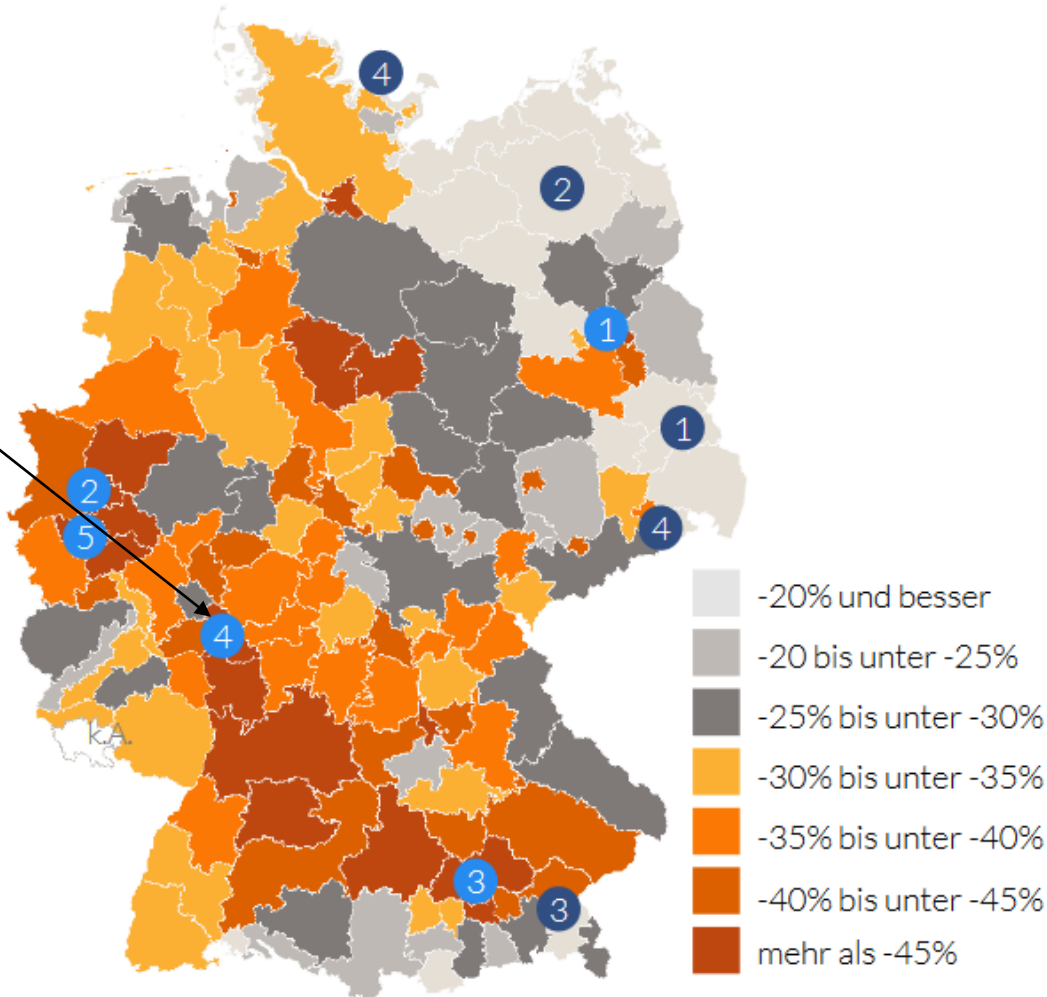 4
2
1
1
2
4
5
4
k.A.
3
3
-20% und besser
-20 bis unter -25%
-25% bis unter -30%
-30% bis unter -35%
-35% bis unter -40%
-40% bis unter -45%
mehr als -45%